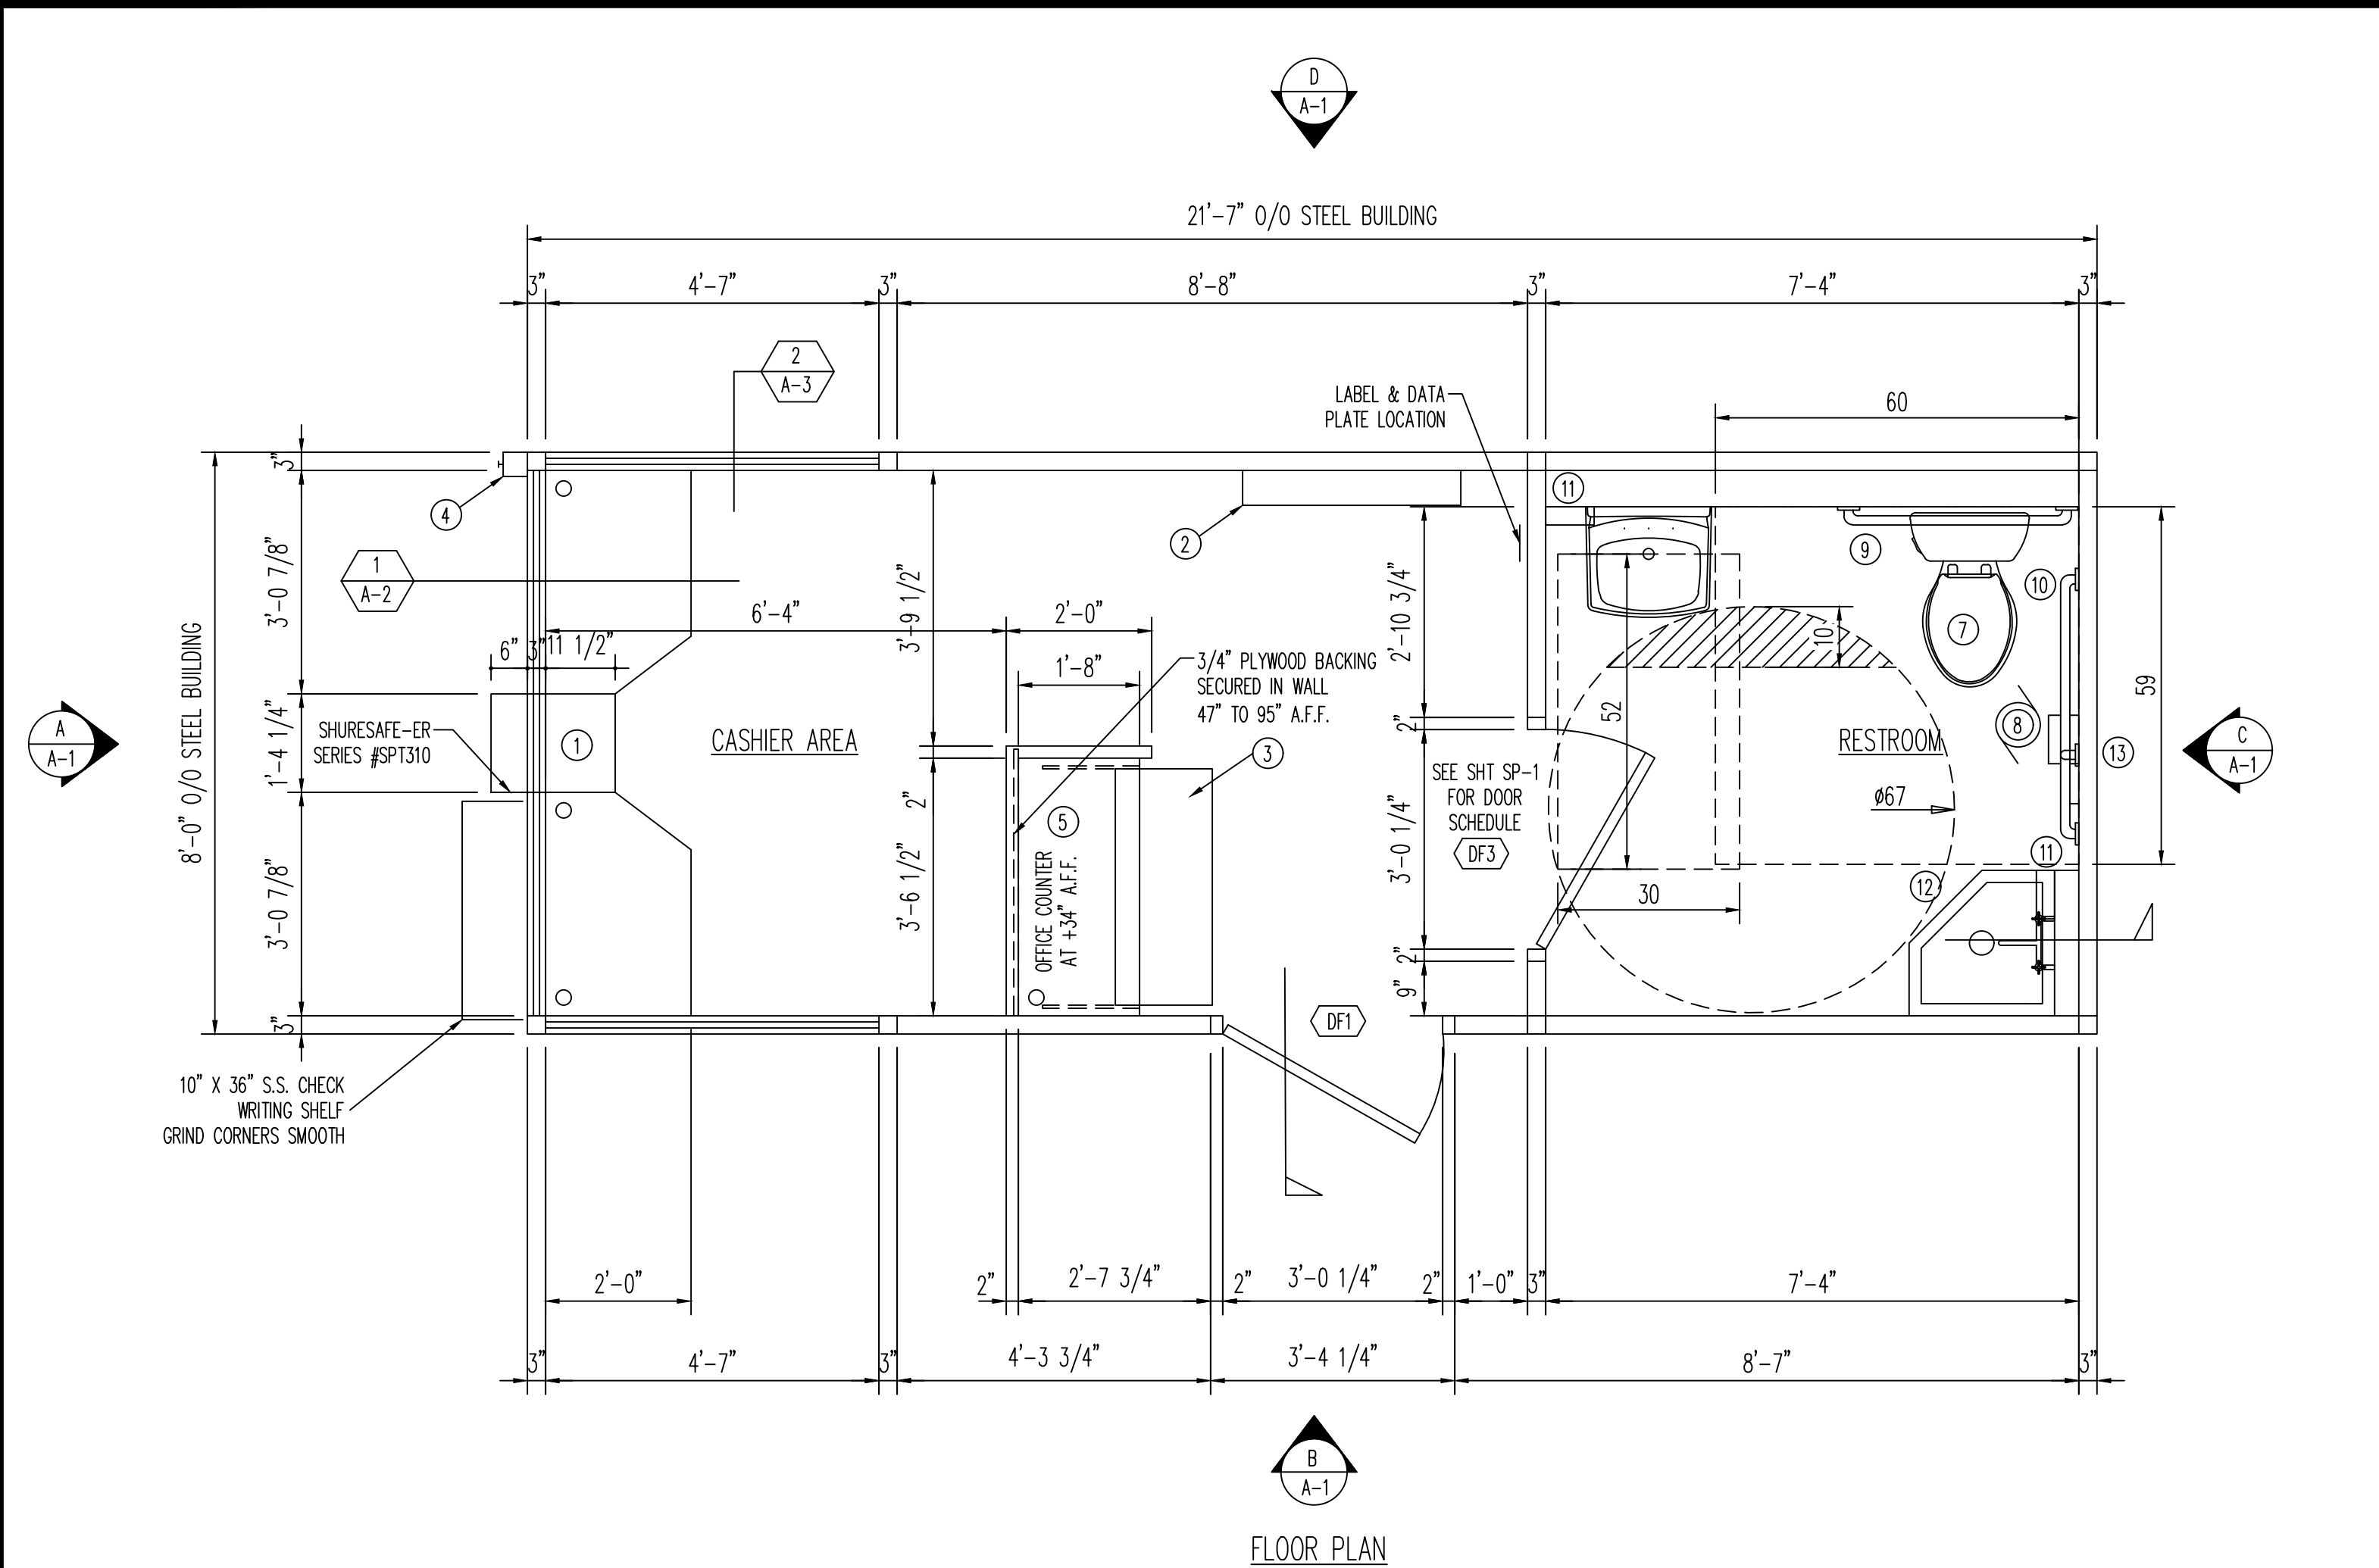 D
A-1
21'-7" O/O STEEL BUILDING
3"
4'-7"
3"
8'-8"
3"
7'-4"
3"
2
A-3
LABEL & DATA
PLATE LOCATION
60
3"
4
11
2
9
10
7
1
A-2
3'-0 7/8"
6'-4"
3'-9 1/2"
2'-0"
2'-10 3/4"
10
6"
3"
11 1/2"
1'-8"
3/4" PLYWOOD BACKING
SECURED IN WALL
47" TO 95" A.F.F.
8'-0" O/O STEEL BUILDING
59
52
A
A-1
1'-4 1/4"
SHURESAFE-ER
SERIES #SPT310
1
CASHIER AREA
3
2"
8
RESTROOM
13
C
A-1
SEE SHT SP-1
FOR DOOR
SCHEDULE
DF3
3'-0 1/4"
Ø67
2"
5
OFFICE COUNTER
AT +34" A.F.F.
3'-6 1/2"
11
12
30
3'-0 7/8"
2"
9"
3"
DF1
10" X 36" S.S. CHECK
WRITING SHELF
GRIND CORNERS SMOOTH
2'-0"
2"
2'-7 3/4"
2"
3'-0 1/4"
2"
1'-0"
3"
7'-4"
3"
4'-7"
3"
4'-3 3/4"
3'-4 1/4"
8'-7"
3"
B
A-1
FLOOR PLAN